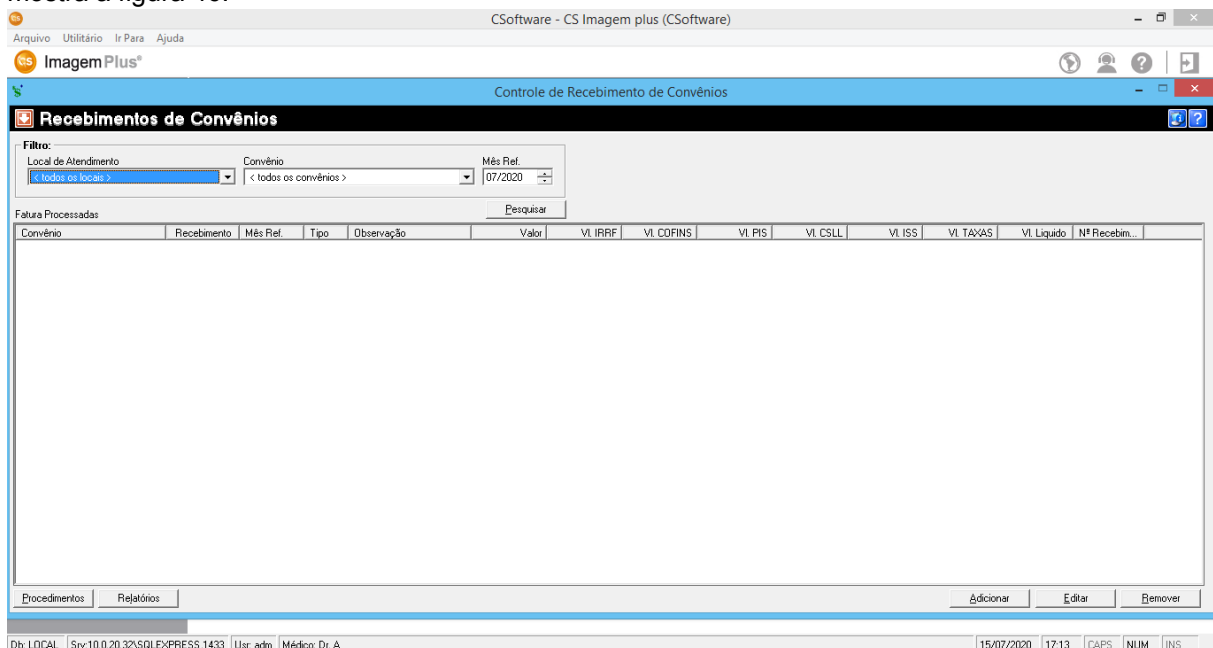 CSoftware - CS Imagem plus (CSoftware)
Arquivo Utilitário Ir Para Ajuda
cs ImagemPlus®
Controle de Recebimento de Convênios
Recebimentos de Convênios
Filtro:
Local de Atendimento Convênio Mês Ref.
< todos os locais > < todos os convênios > 07/2020
Pesquisar
Fatura Processadas
Convênio Recebimento Mês Ref. Tipo Observação Valor Vl. IRRF Vl. COFINS Vl. PIS Vl. CSLL Vl. ISS Vl. TAXAS Vl. Liquido Nº Recebim...
Procedimentos Relatórios Adicionar Editar Remover
Db: LOCAL Srv:10.0.20.32\SQLEXPRESS,1433 Usr: adm Médico: Dr. A 15/07/2020 17:13 CAPS NUM INS